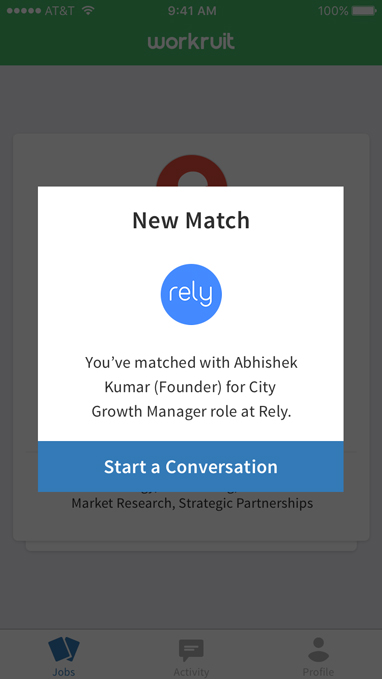 AT&T
9:41 AM
100%
workruit
New Match
rely
You've matched with Abhishek
Kumar (Founder) for City
Growth Manager role at Rely.
Start a Conversation
Market Research, Strategic Partnerships
Jobs
Activity
Profile